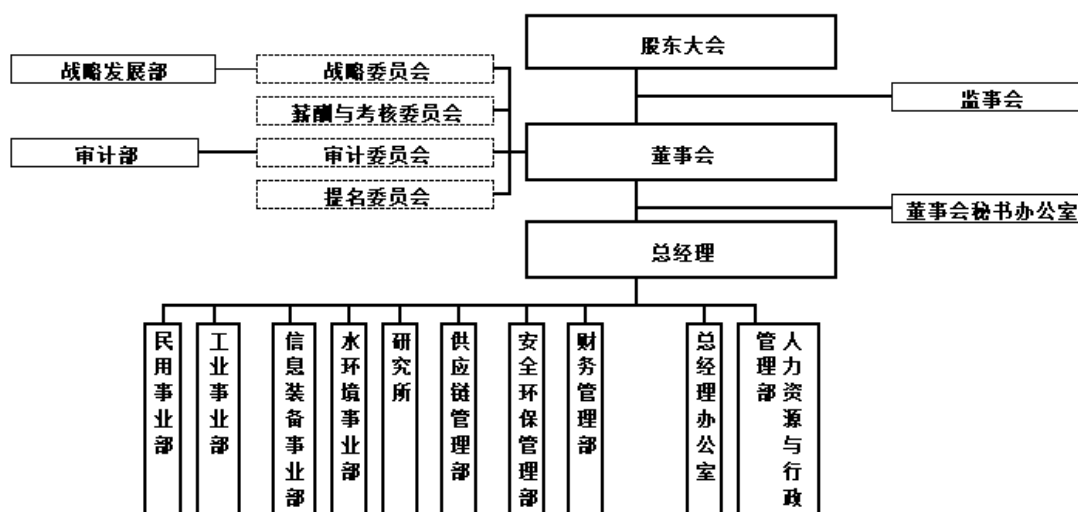 股东大会
战略发展部
战略委员会
监事会
薪酬与考核委员会
审计部
审计委员会
董事会
提名委员会
董事会秘书办公室
总经理
民用事业部
工业事业部
信息装备事业部
水环境事业部
研究所
供应链管理部
安全环保管理部
财务管理部
总经理办公室
人力资源与行政
管理部